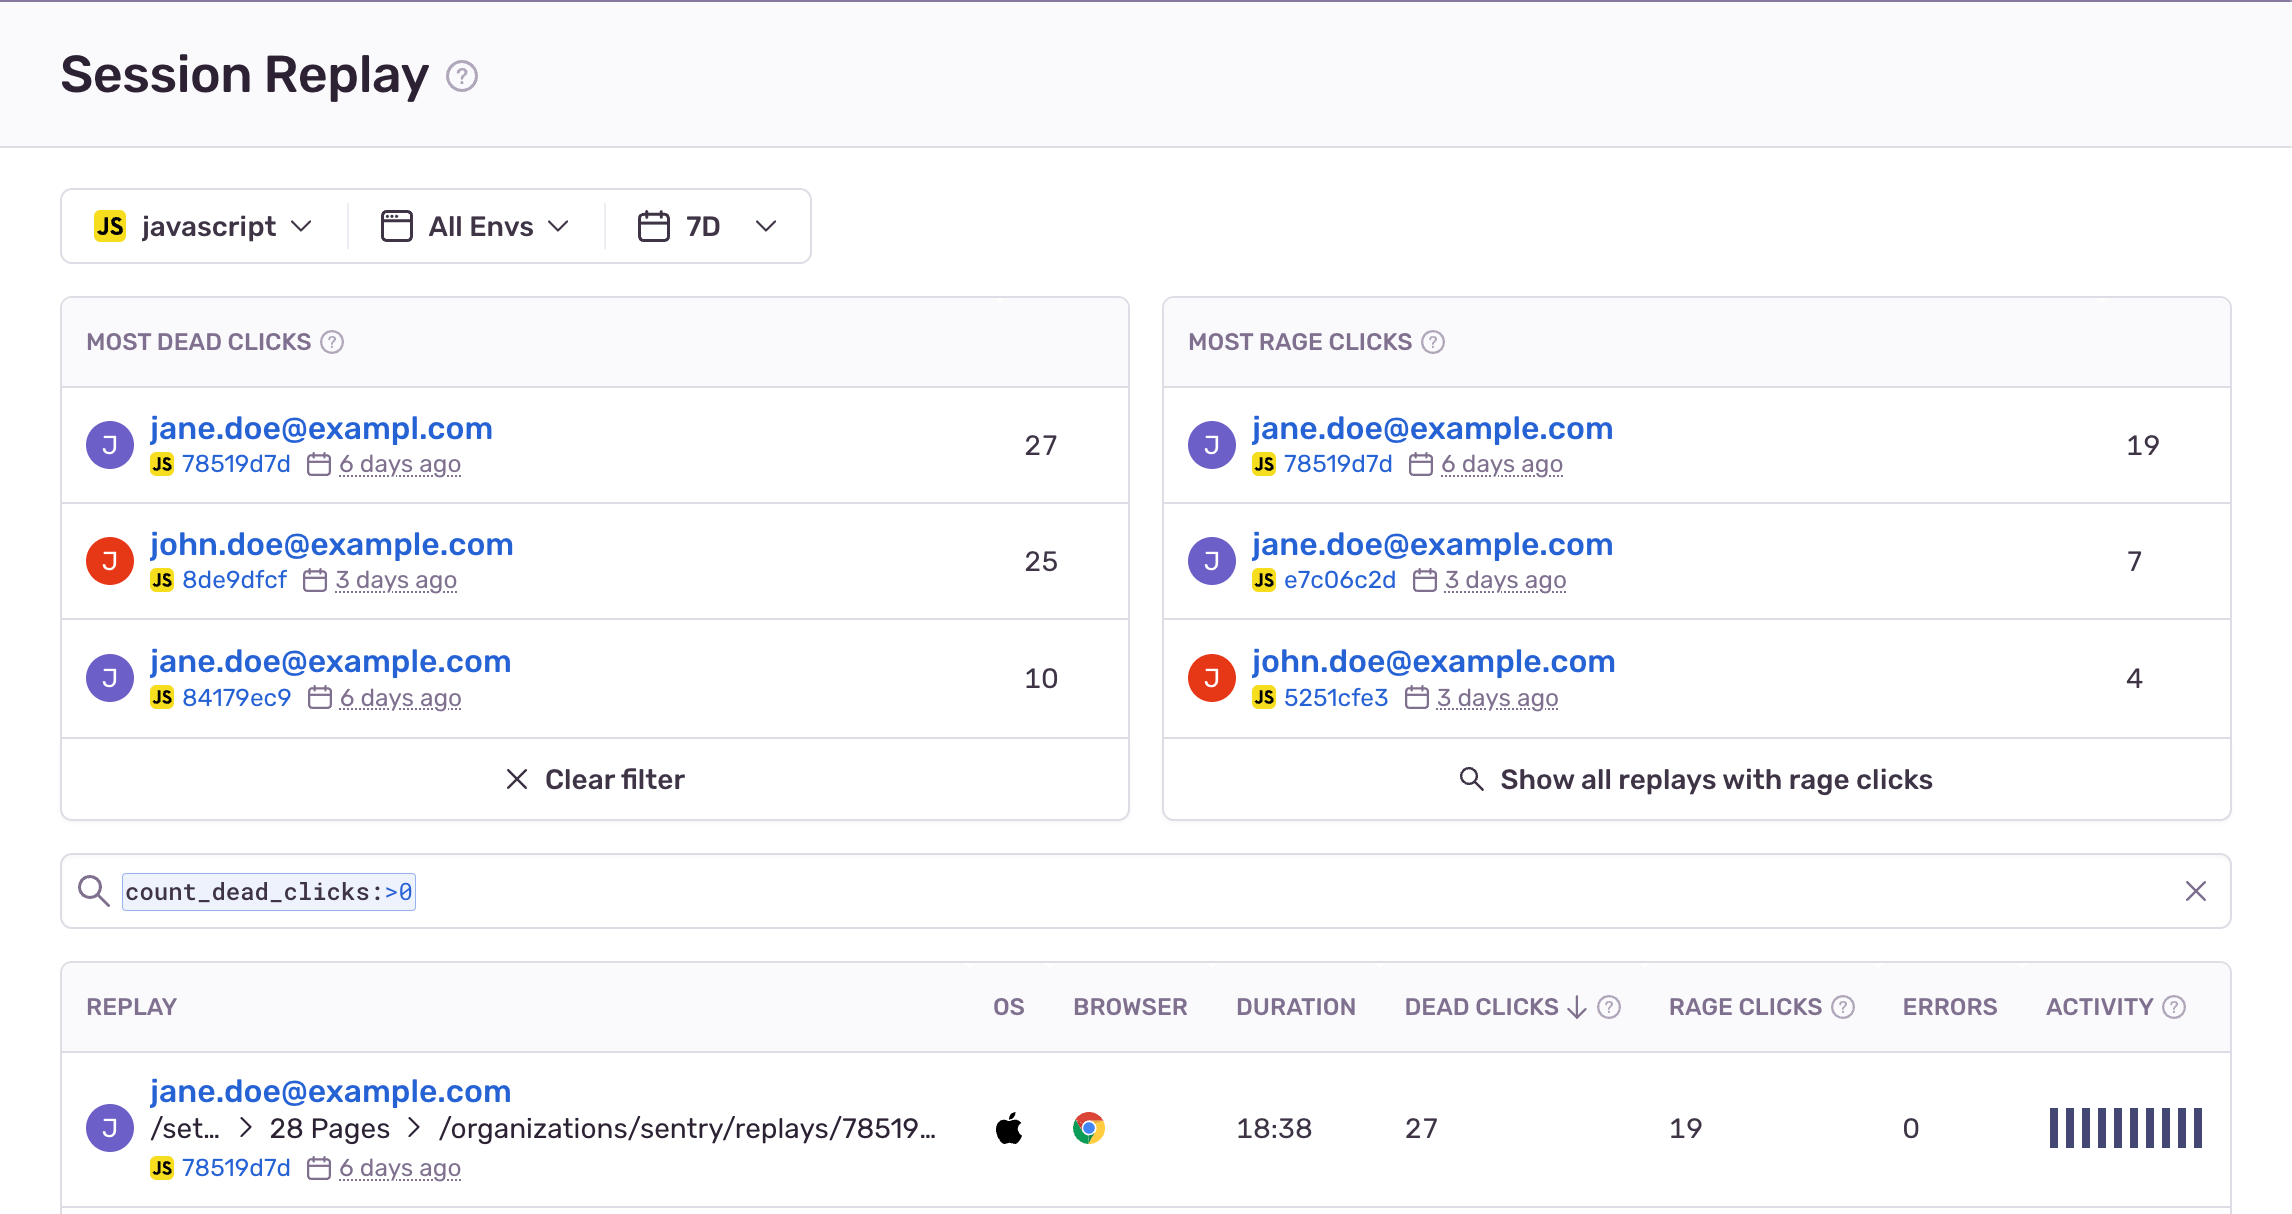 Session Replay ?
JS javascript All Envs 7D
MOST DEAD CLICKS ?
J jane.doe@exampl.com 27
JS 78519d7d 6 days ago
J john.doe@example.com 25
JS 8de9dfcf 3 days ago
J jane.doe@example.com 10
JS 84179ec9 6 days ago
Clear filter
MOST RAGE CLICKS ?
J jane.doe@example.com 19
JS 78519d7d 6 days ago
J jane.doe@example.com 7
JS e7c06c2d 3 days ago
J john.doe@example.com 4
JS 5251cfe3 3 days ago
Show all replays with rage clicks
count_dead_clicks:>0
REPLAY OS BROWSER DURATION DEAD CLICKS ? RAGE CLICKS ? ERRORS ACTIVITY ?
jane.doe@example.com
J /set... > 28 Pages > /organizations/sentry/replays/78519... 18:38 27 19 0
JS 78519d7d 6 days ago